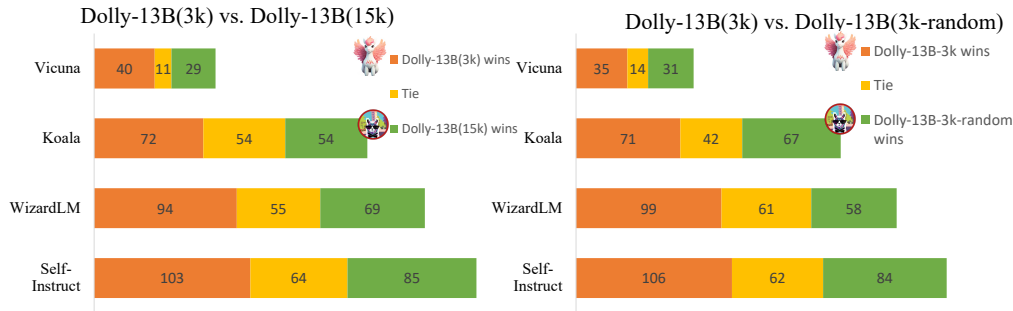 Dolly-13B(3k) vs. Dolly-13B(15k)
Vicuna
40 11 29
Koala
72 54 54
WizardLM
94 55 69
Self-
Instruct
103 64 85
Dolly-13B(3k) wins
Tie
Dolly-13B(15k) wins
Dolly-13B(3k) vs. Dolly-13B(3k-random)
Vicuna
35 14 31
Koala
71 42 67
WizardLM
99 61 58
Self-
Instruct
106 62 84
Dolly-13B-3k wins
Tie
Dolly-13B-3k-random
wins